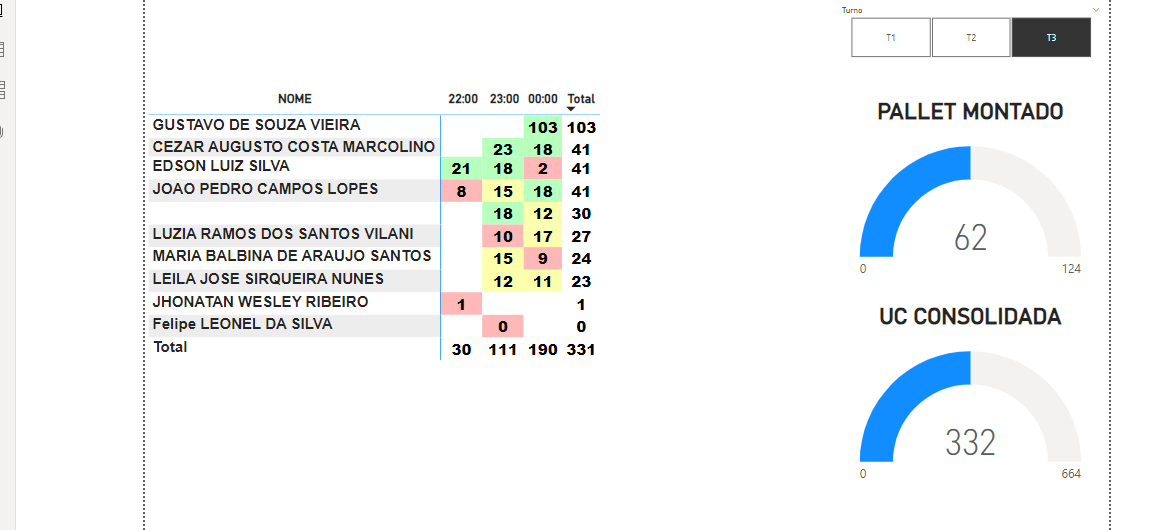 Turno
T1 T2 T3
NOME 22:00 23:00 00:00 Total
GUSTAVO DE SOUZA VIEIRA 103 103
CEZAR AUGUSTO COSTA MARCOLINO 23 18 41
EDSON LUIZ SILVA 21 18 2 41
JOAO PEDRO CAMPOS LOPES 8 15 18 41
18 12 30
LUZIA RAMOS DOS SANTOS VILANI 10 17 27
MARIA BALBINA DE ARAUJO SANTOS 15 9 24
LEILA JOSE SIRQUEIRA NUNES 12 11 23
JHONATAN WESLEY RIBEIRO 1 1
Felipe LEONEL DA SILVA 0 0
Total 30 111 190 331
PALLET MONTADO
62
0 124
UC CONSOLIDADA
332
0 664